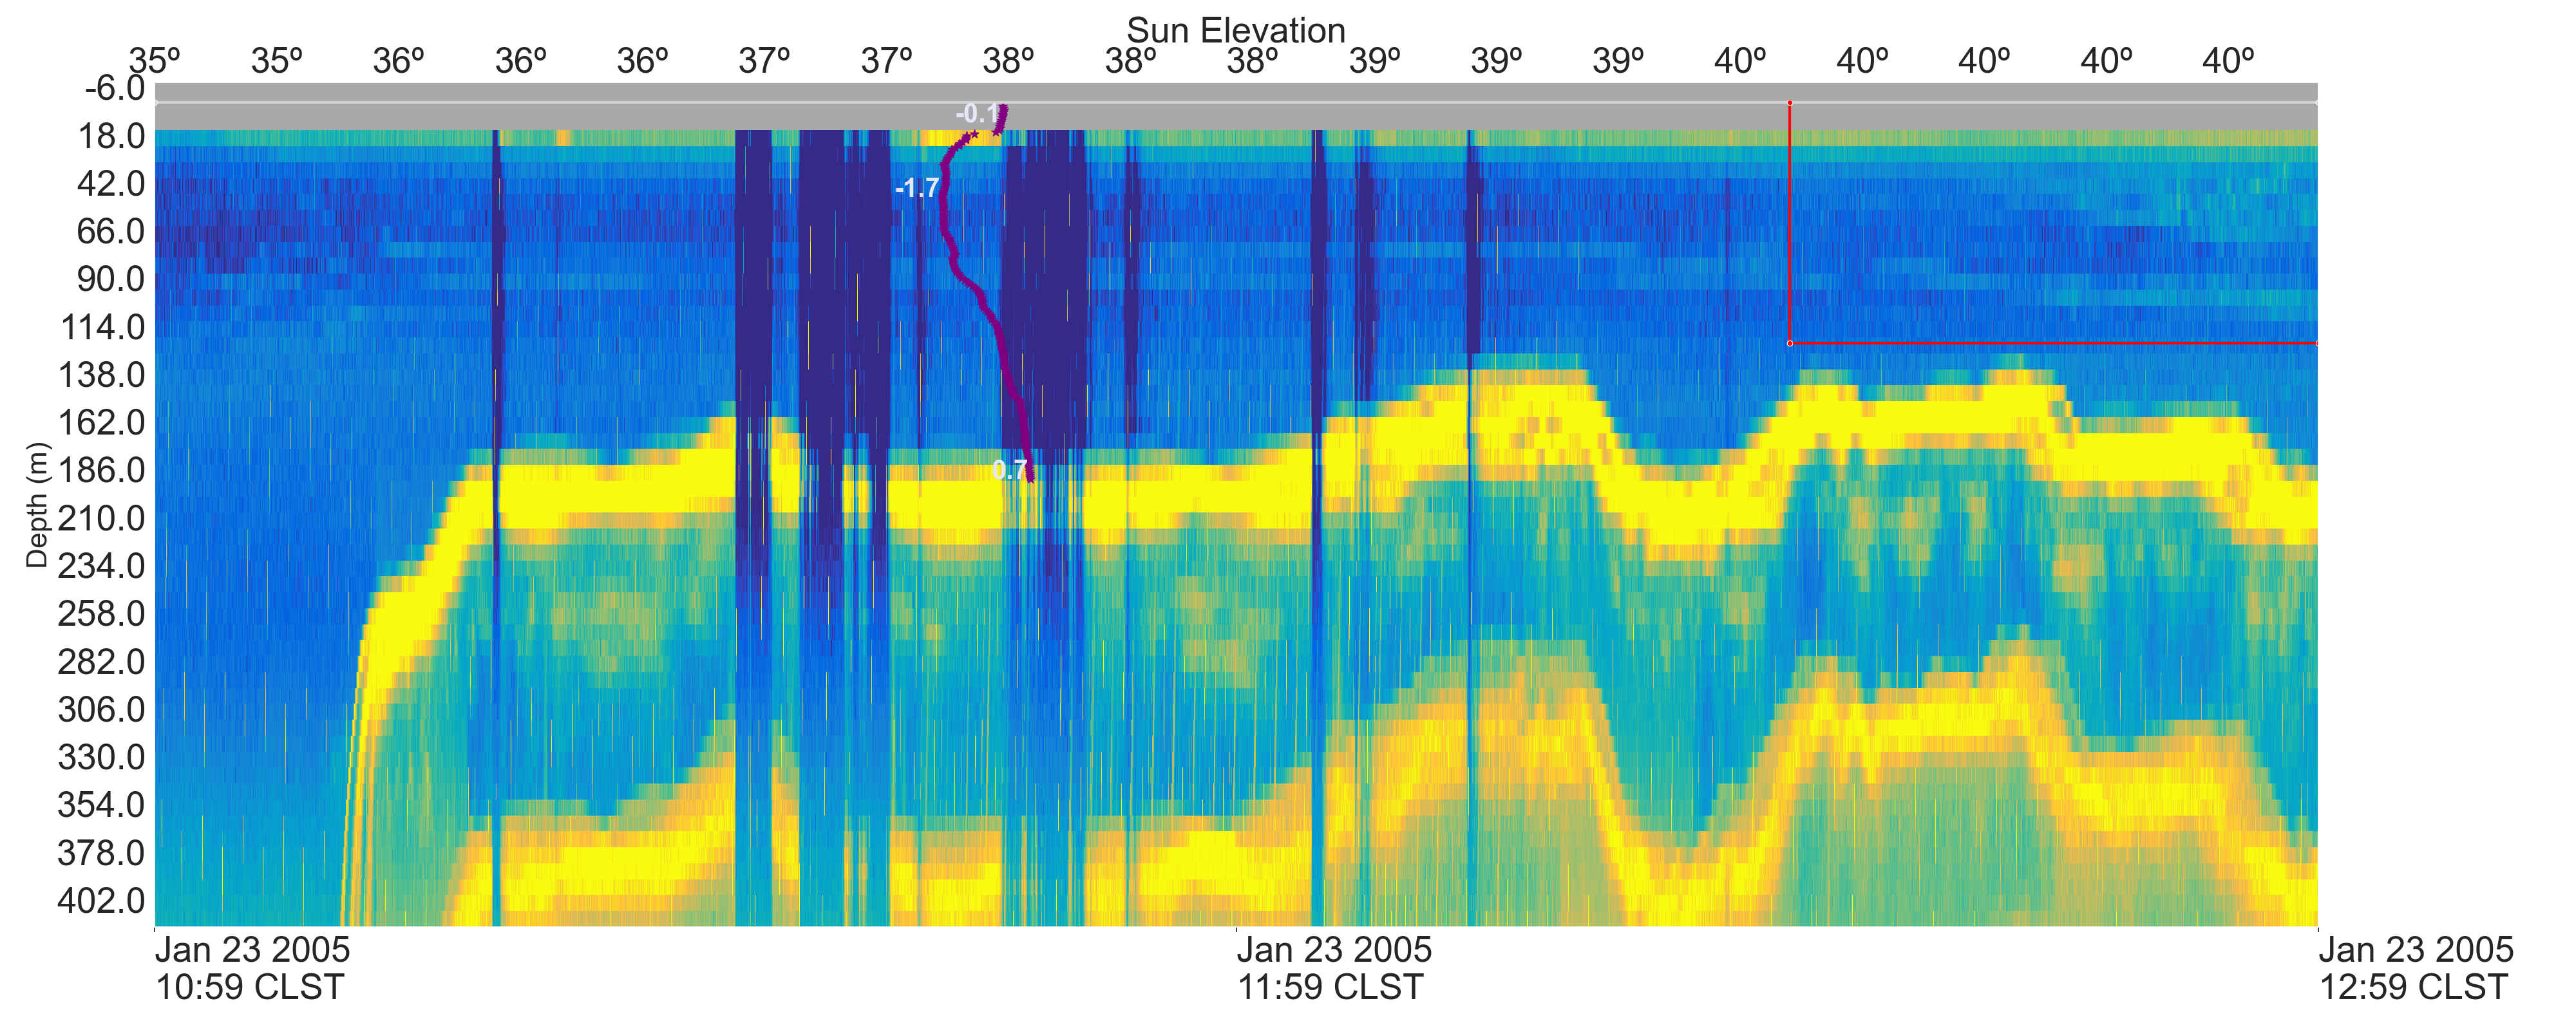 Sun Elevation
35º 35º 36º 36º 36º 37º 37º 38º 38º 38º 39º 39º 39º 40º 40º 40º 40º 40º
-6.0
18.0
42.0
66.0
90.0
114.0
138.0
162.0
186.0
210.0
234.0
258.0
282.0
306.0
330.0
354.0
378.0
402.0
Depth (m)
-0.1
-1.7
0.7
Jan 23 2005
10:59 CLST
Jan 23 2005
11:59 CLST
Jan 23 2005
12:59 CLST